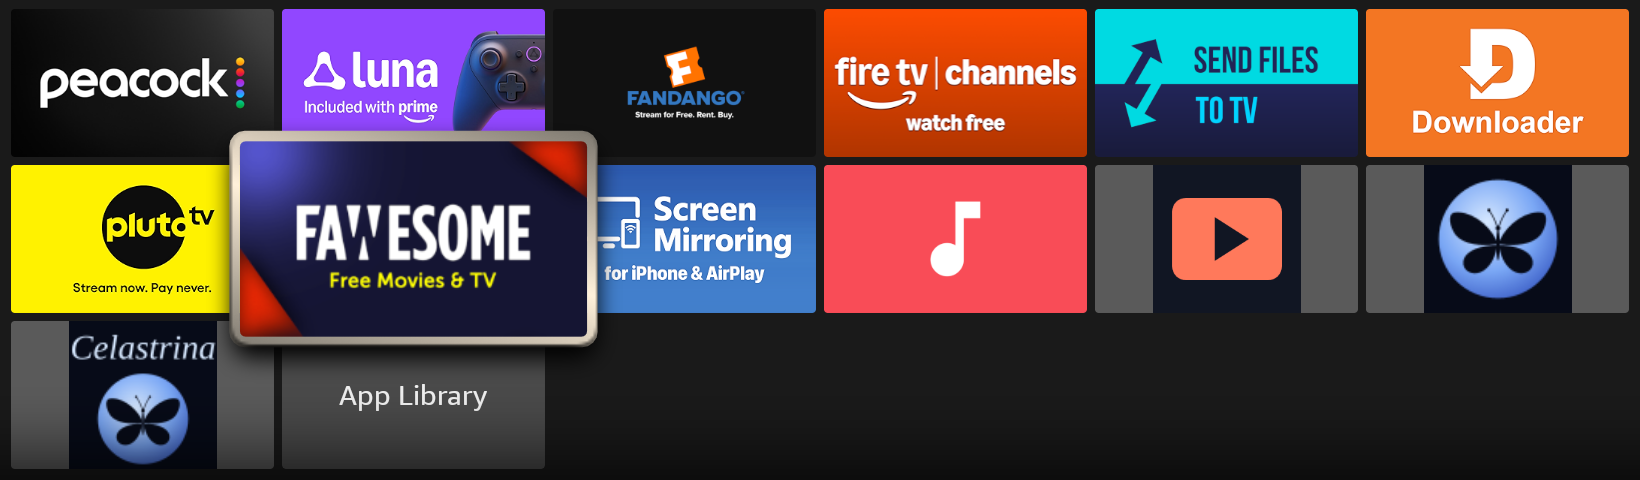 peacock
luna
Included with prime
FANDANGO
Stream for Free. Rent. Buy.
fire tv | channels
watch free
SEND FILES
TO TV
Downloader
pluto tv
Stream now. Pay never.
FAWESOME
Free Movies & TV
Screen
Mirroring
for iPhone & AirPlay
Celastrina
App Library